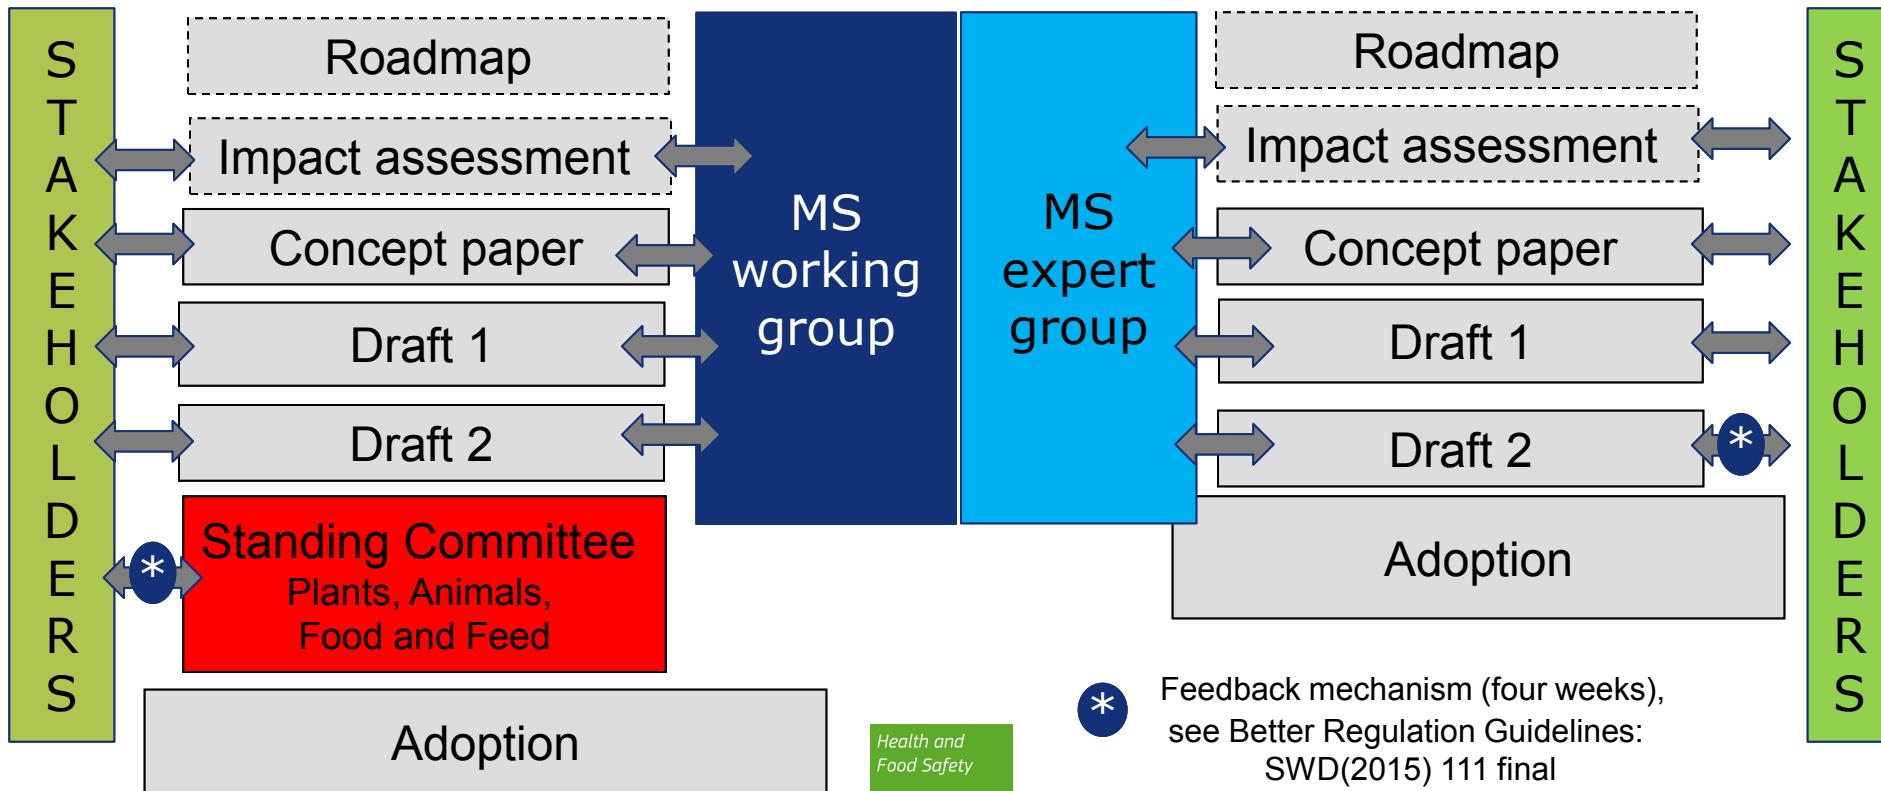 STAKEHOLDERS
Roadmap
Impact assessment
Concept paper
Draft 1
Draft 2
Standing Committee
Plants, Animals,
Food and Feed
*
Adoption
MS
working
group
MS
expert
group
Roadmap
Impact assessment
Concept paper
Draft 1
Draft 2
*
Adoption
STAKEHOLDERS
Health and
Food Safety
*
Feedback mechanism (four weeks),
see Better Regulation Guidelines:
SWD(2015) 111 final